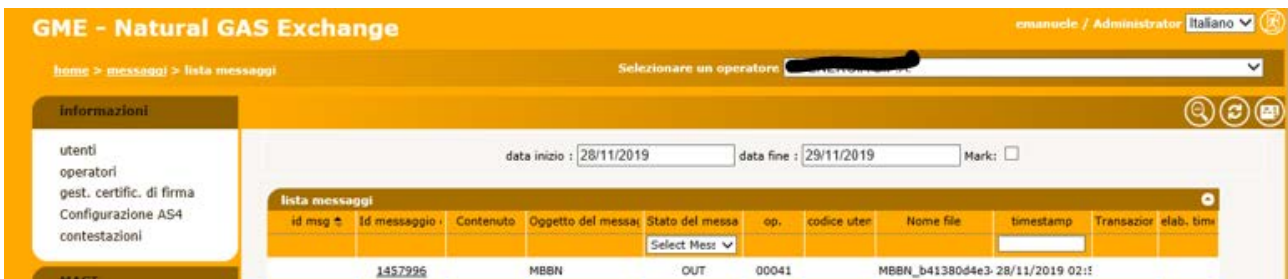 GME - Natural GAS Exchange
emanuele / Administrator Italiano
home > messaggi > lista messaggi
Selezionare un operatore
informazioni
utenti
operatori
gest. certific. di firma
Configurazione AS4
contestazioni
data inizio : 28/11/2019 data fine : 29/11/2019 Mark:
lista messaggi
id msg Id messaggio Contenuto Oggetto del messag Stato del messa op. codice uten Nome file timestamp Transazion elab. time
Select Mess
1457996 MBBN OUT 00041 MBBN_b41380d4e3- 28/11/2019 02:5